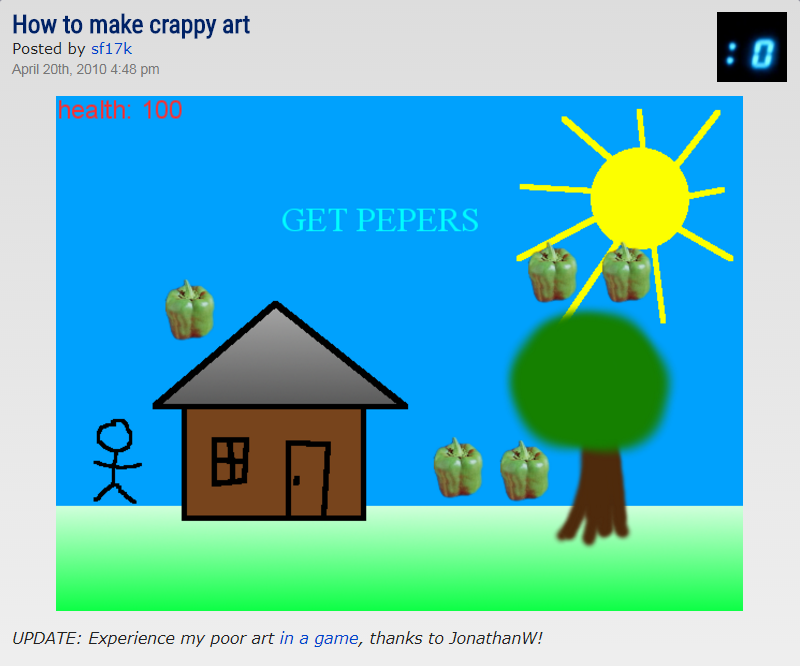 How to make crappy art
Posted by sf17k
April 20th, 2010 4:48 pm
:0
health: 100
GET PEPERS
UPDATE: Experience my poor art in a game, thanks to JonathanW!